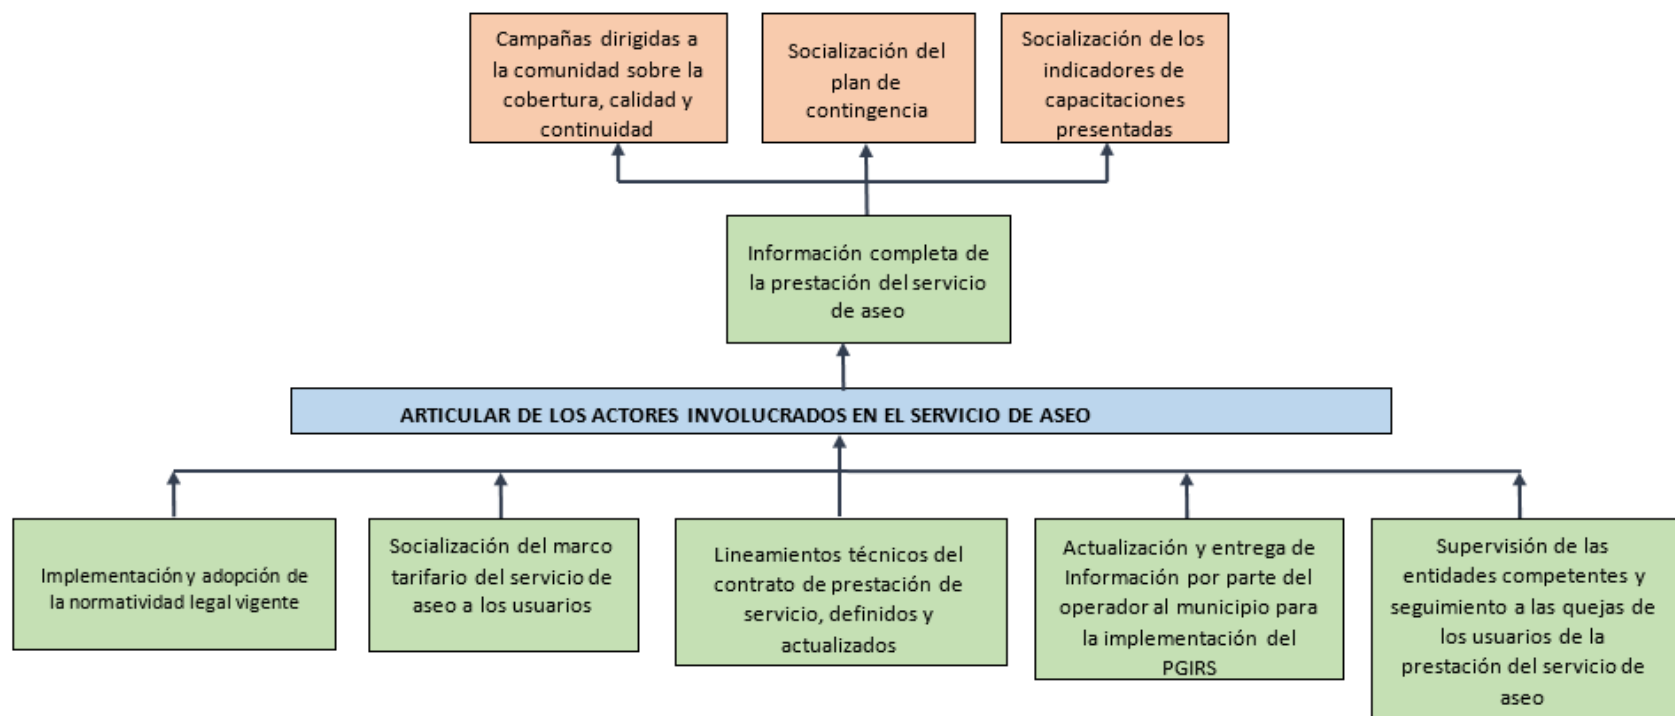 Campañas dirigidas a
la comunidad sobre la
cobertura, calidad y
continuidad
Socialización del
plan de
contingencia
Socialización de los
indicadores de
capacitaciones
presentadas
Información completa de
la prestación del servicio
de aseo
ARTICULAR DE LOS ACTORES INVOLUCRADOS EN EL SERVICIO DE ASEO
Implementación y adopción de
la normatividad legal vigente
Socialización del marco
tarifario del servicio de
aseo a los usuarios
Lineamientos técnicos del
contrato de prestación de
servicio, definidos y
actualizados
Actualización y entrega de
Información por parte del
operador al municipio para
la implementación del
PGIRS
Supervisión de las
entidades competentes y
seguimiento a las quejas de
los usuarios de la
prestación del servicio de
aseo